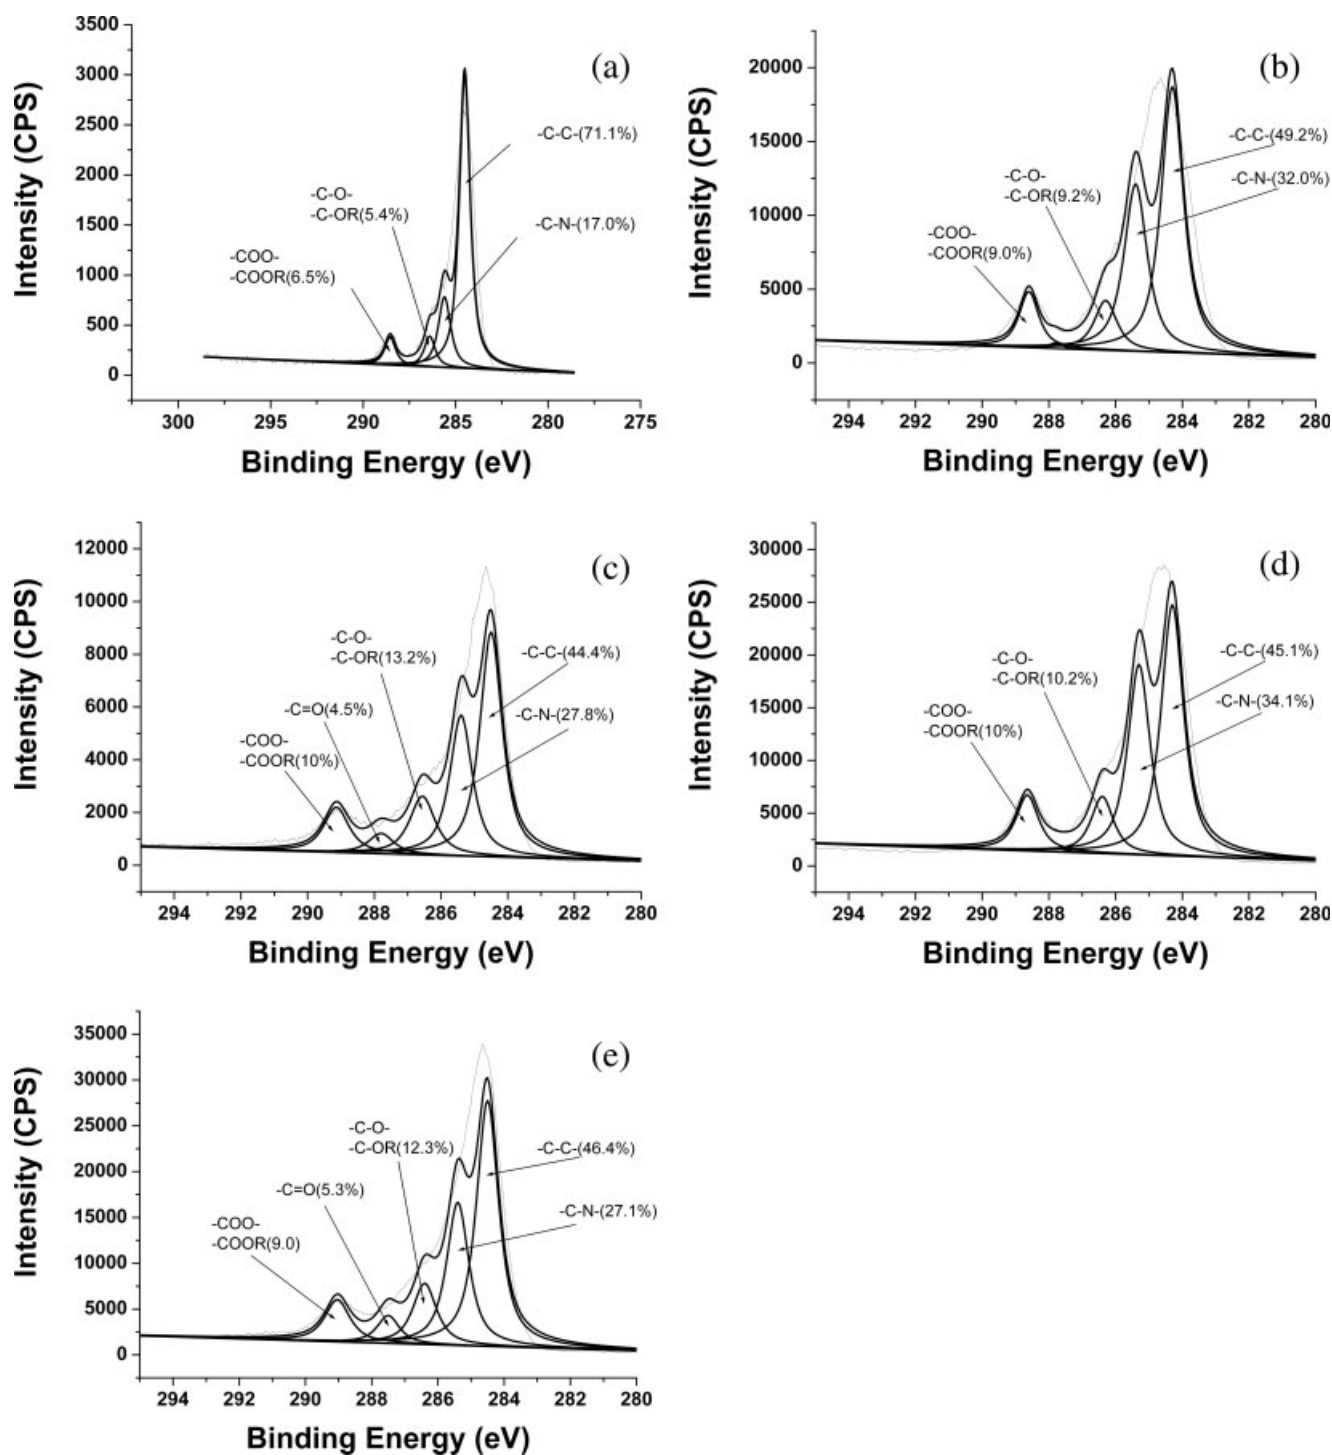 (a)
Intensity (CPS)
3500
3000
2500
2000
1500
1000
500
0
-C-C-(71.1%)
-C-O-
-C-OR(5.4%)
-C-N-(17.0%)
-COO-
-COOR(6.5%)
300 295 290 285 280 275
Binding Energy (eV)
(b)
Intensity (CPS)
20000
15000
10000
5000
0
-C-C-(49.2%)
-C-O-
-C-OR(9.2%)
-C-N-(32.0%)
-COO-
-COOR(9.0%)
294 292 290 288 286 284 282 280
Binding Energy (eV)
(c)
Intensity (CPS)
12000
10000
8000
6000
4000
2000
0
-C-O-
-C-OR(13.2%)
-C-C-(44.4%)
-C=O(4.5%)
-C-N-(27.8%)
-COO-
-COOR(10%)
294 292 290 288 286 284 282 280
Binding Energy (eV)
(d)
Intensity (CPS)
30000
25000
20000
15000
10000
5000
0
-C-C-(45.1%)
-C-O-
-C-OR(10.2%)
-C-N-(34.1%)
-COO-
-COOR(10%)
294 292 290 288 286 284 282 280
Binding Energy (eV)
(e)
Intensity (CPS)
35000
30000
25000
20000
15000
10000
5000
0
-C-O-
-C-OR(12.3%)
-C-C-(46.4%)
-C=O(5.3%)
-C-N-(27.1%)
-COO-
-COOR(9.0)
294 292 290 288 286 284 282 280
Binding Energy (eV)